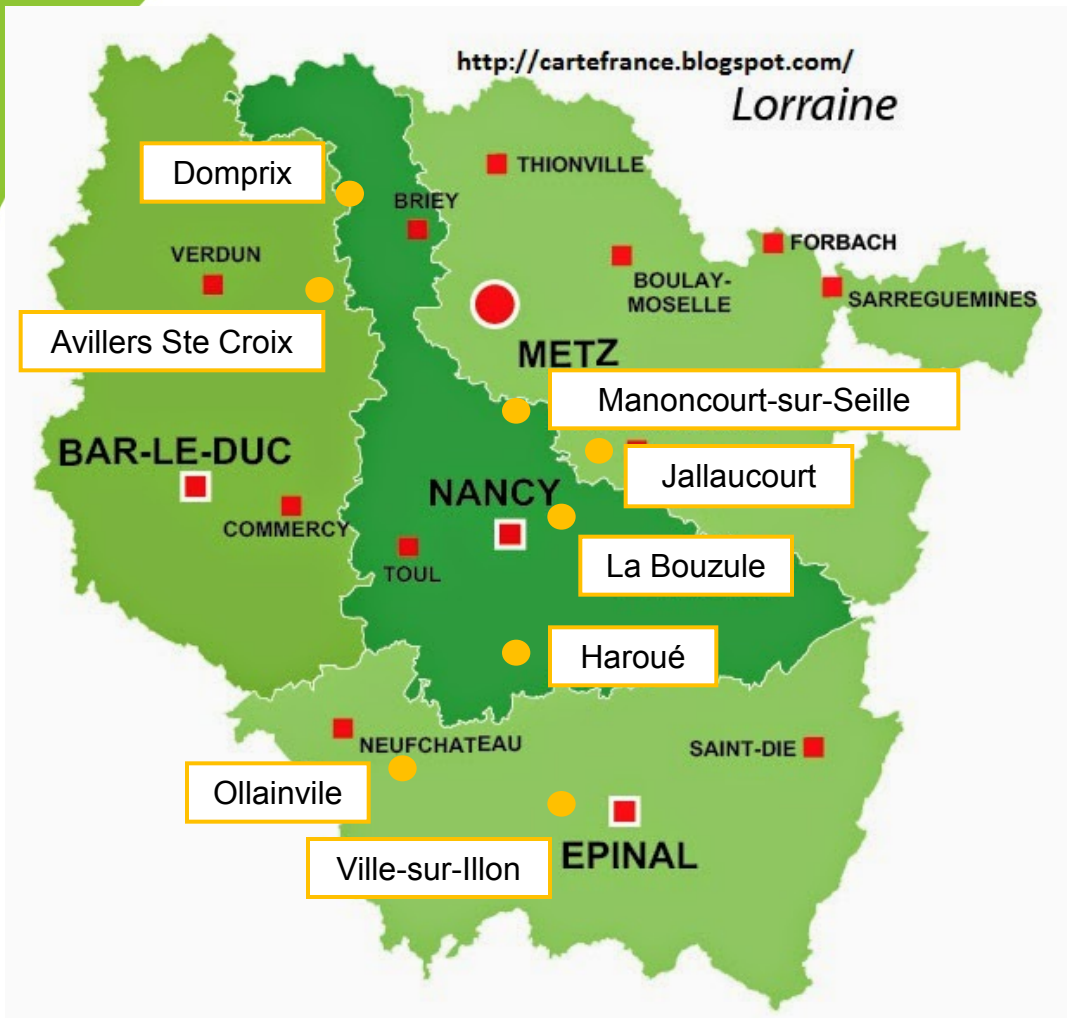 http://cartefrance.blogspot.com/
Lorraine
THIONVILLE
Domprix
BRIEY
FORBACH
VERDUN
BOULAY-
MOSELLE
SARREGUEMINES
Avillers Ste Croix
METZ
Manoncourt-sur-Seille
BAR-LE-DUC
Jallaucourt
NANCY
COMMERCY
La Bouzule
TOUL
Haroué
NEUFCHATEAU
SAINT-DIE
Ollainvile
EPINAL
Ville-sur-Illon